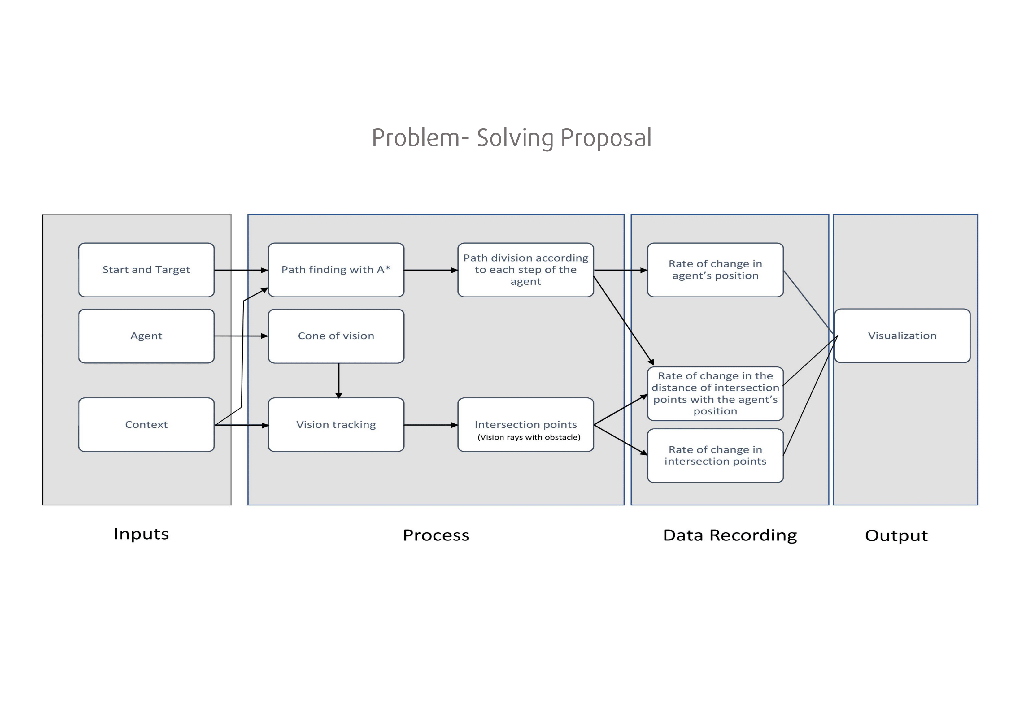 Problem- Solving Proposal
Start and Target
Agent
Context
Path finding with A*
Cone of vision
Vision tracking
Path division according
to each step of the
agent
Intersection points
(Vision rays with obstacle)
Rate of change in
agent's position
Rate of change in the
distance of intersection
points with the agent's
position
Rate of change in
intersection points
Visualization
Inputs
Process
Data Recording
Output